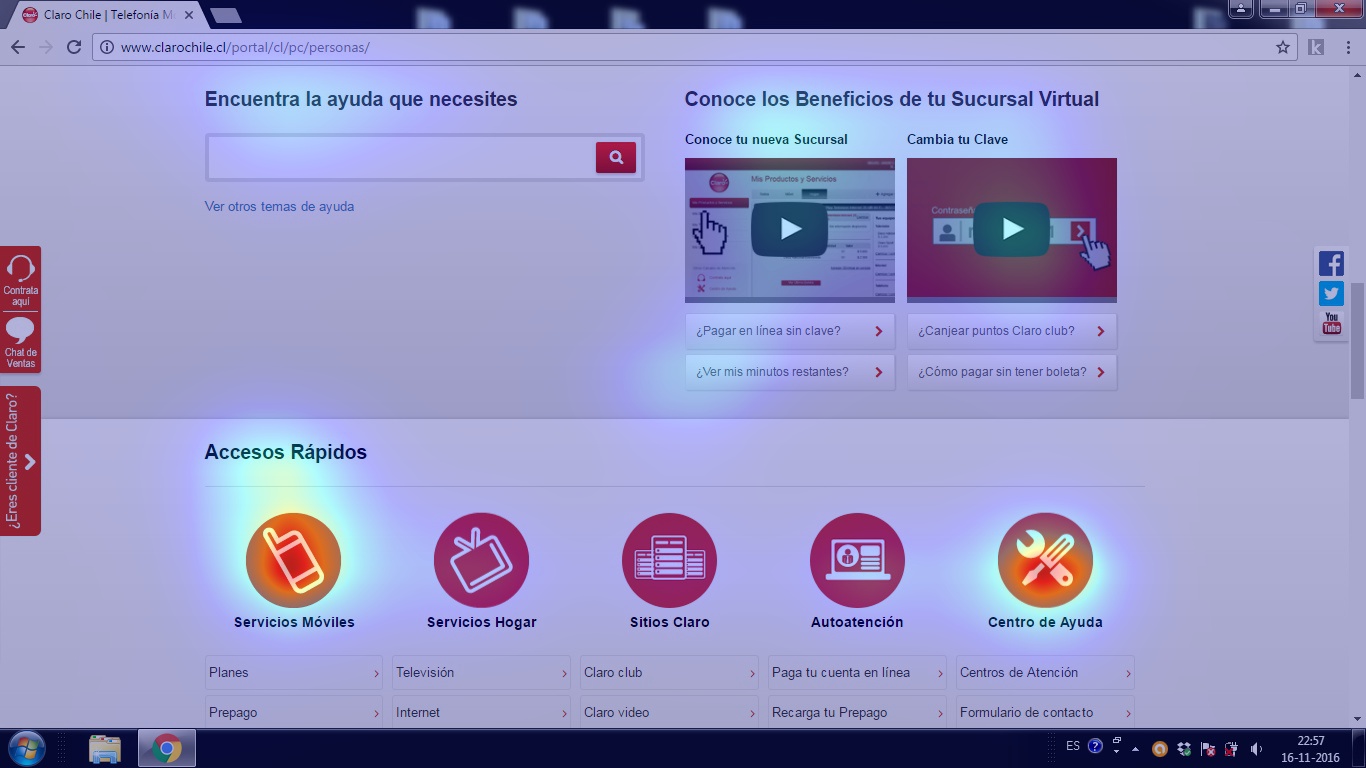 Claro Chile | Telefonía Mó
www.clarochile.cl/portal/cl/pc/personas/
Encuentra la ayuda que necesites
Ver otros temas de ayuda
Conoce los Beneficios de tu Sucursal Virtual
Conoce tu nueva Sucursal
Cambia tu Clave
Mis Productos y Servicios
Contraseñ
¿Pagar en línea sin clave?
¿Canjear puntos Claro club?
¿Ver mis minutos restantes?
¿Cómo pagar sin tener boleta?
Contrata
aquí
Chat de
Ventas
¿Eres cliente de Claro?
You
Tube
Accesos Rápidos
Servicios Móviles
Servicios Hogar
Sitios Claro
Autoatención
Centro de Ayuda
Planes
Televisión
Claro club
Paga tu cuenta en línea
Centros de Atención
Prepago
Internet
Claro video
Recarga tu Prepago
Formulario de contacto
ES
22:57
16-11-2016